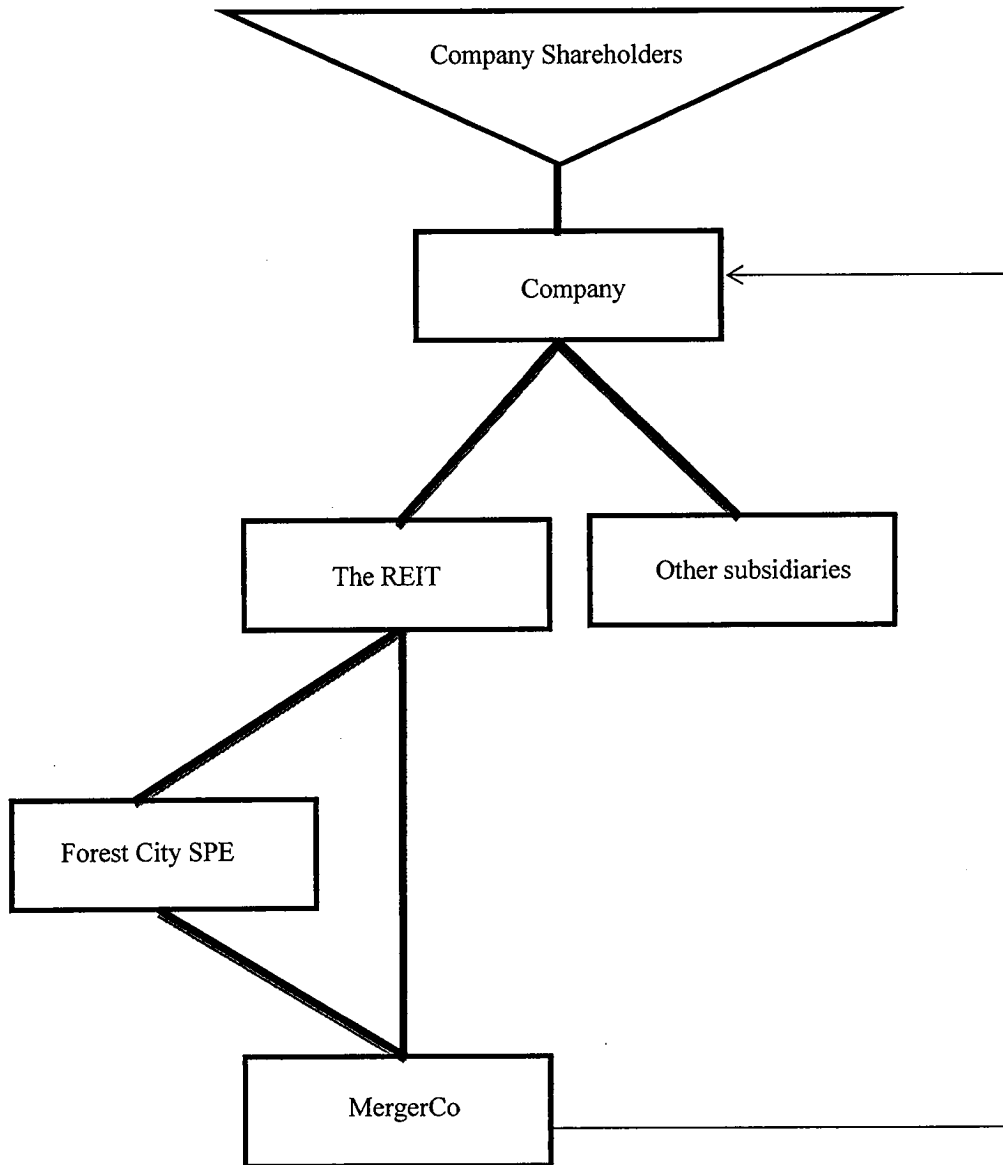 Company Shareholders
Company
The REIT
Other subsidiaries
Forest City SPE
MergerCo